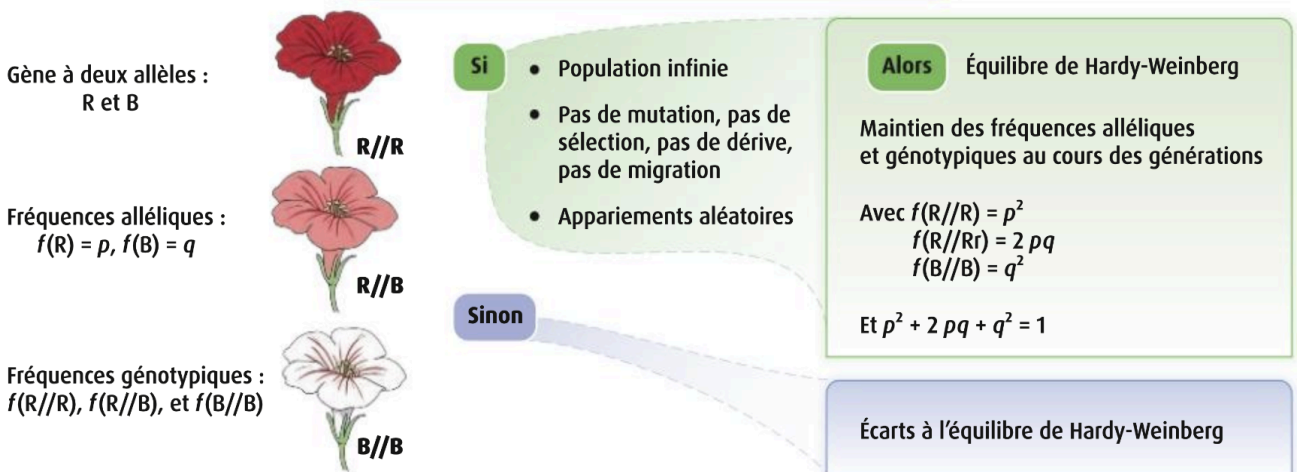 Gène à deux allèles :
R et B
R//R
Fréquences alléliques :
f(R) = p, f(B) = q
R//B
Fréquences génotypiques :
f(R//R), f(R//B), et f(B//B)
B//B
Si
• Population infinie
• Pas de mutation, pas de
sélection, pas de dérive,
pas de migration
• Appariements aléatoires
Sinon
Alors Équilibre de Hardy-Weinberg
Maintien des fréquences alléliques
et génotypiques au cours des générations
Avec f(R//R) = p²
f(R//Rr) = 2 pq
f(B//B) = q²
Et p² + 2 pq + q² = 1
Écarts à l'équilibre de Hardy-Weinberg